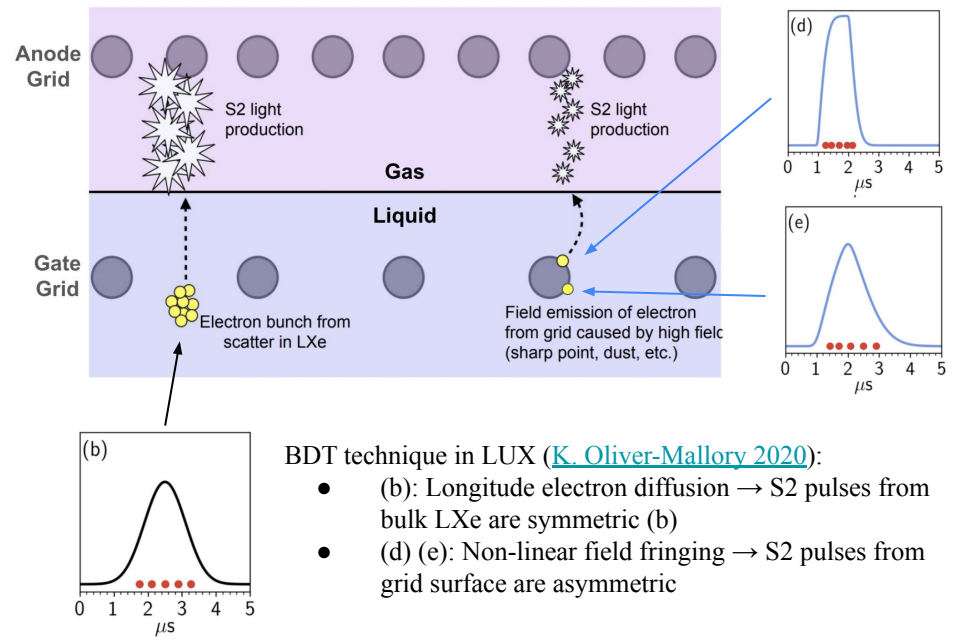 Anode
Grid
S2 light
production
S2 light
production
Gas
Liquid
Gate
Grid
Electron bunch from
scatter in LXe
Field emission of electron
from grid caused by high field
(sharp point, dust, etc.)
(d)
0 1 2 3 4 5
μs
(e)
0 1 2 3 4 5
μs
(b)
0 1 2 3 4 5
μs
BDT technique in LUX (K. Oliver-Mallory 2020):
● (b): Longitude electron diffusion → S2 pulses from
bulk LXe are symmetric (b)
● (d) (e): Non-linear field fringing → S2 pulses from
grid surface are asymmetric